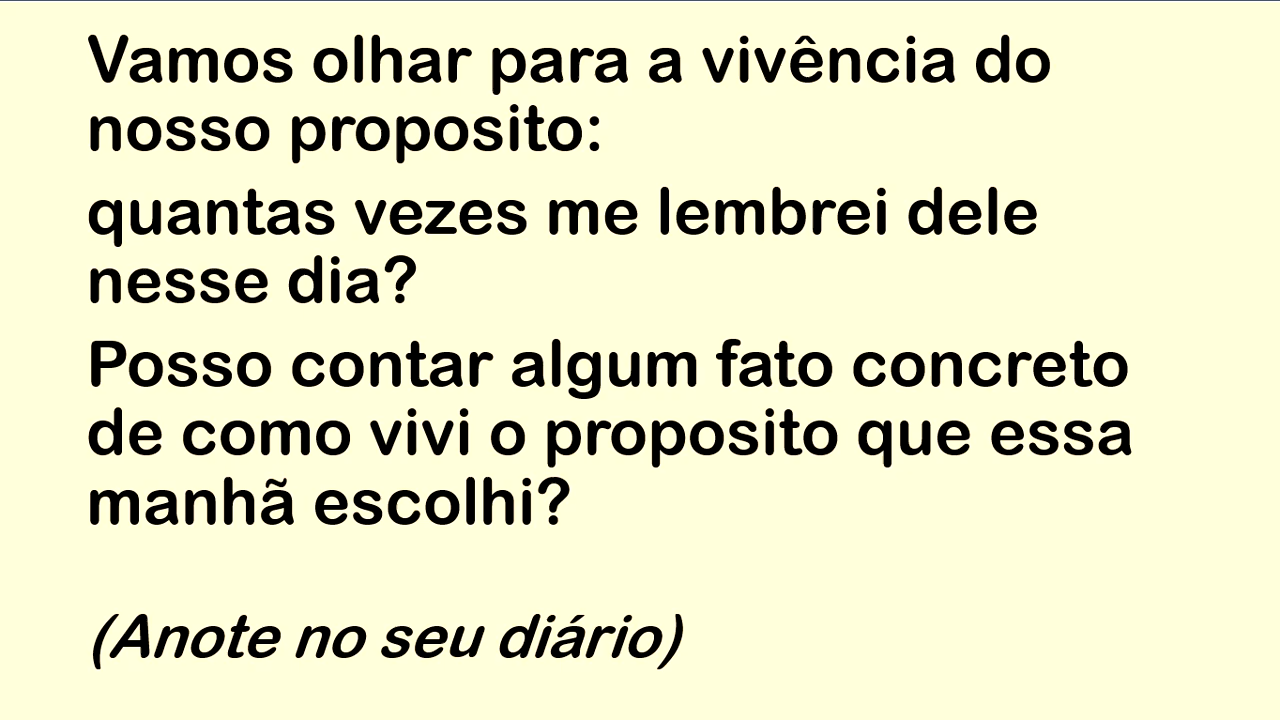 Vamos olhar para a vivência do
nosso proposito:
quantas vezes me lembrei dele
nesse dia?
Posso contar algum fato concreto
de como vivi o proposito que essa
manhã escolhi?
(Anote no seu diário)